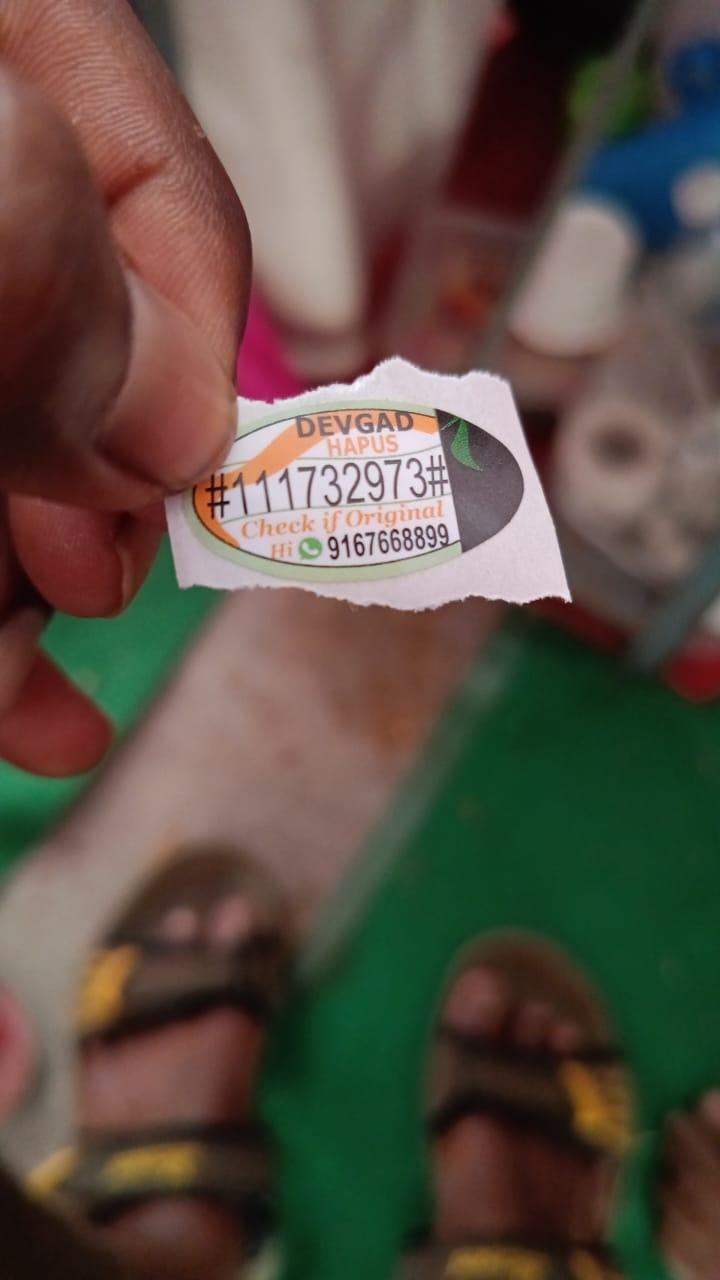 DEVGAD
HAPUS
#111732973#
Check if Original
Hi 9167668899